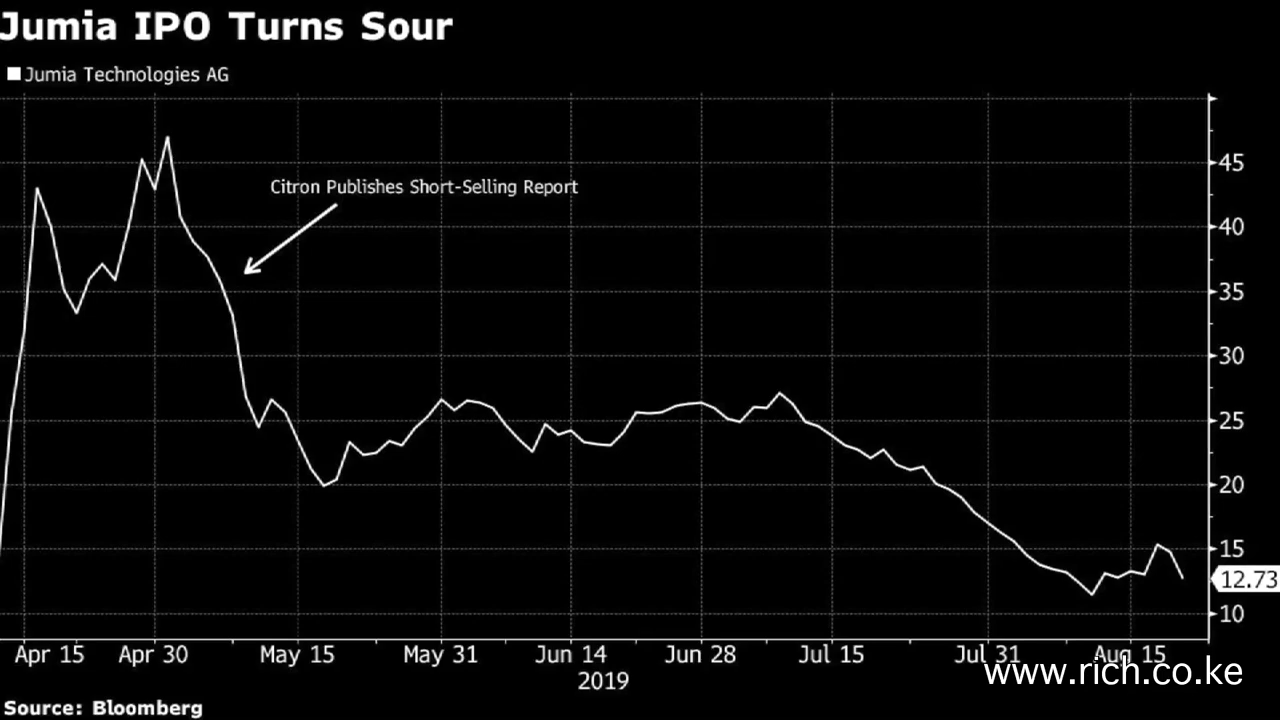 Jumia IPO Turns Sour
Jumia Technologies AG
Citron Publishes Short-Selling Report
45
40
35
30
25
20
15
12.73
10
Apr 15 Apr 30 May 15 May 31 Jun 14 Jun 28 Jul 15 Jul 31 Aug 15
2019
www.rich.co.ke
Source: Bloomberg